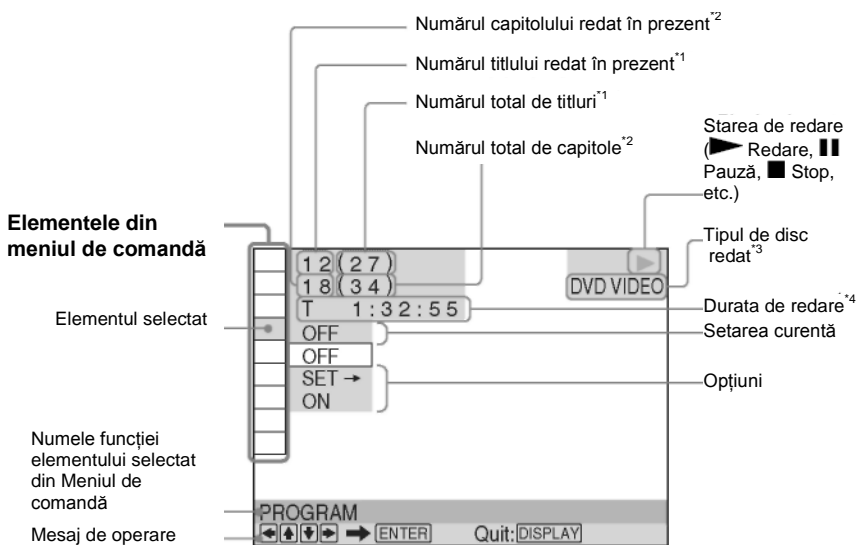 Numărul capitolului redat în prezent*2
Numărul titlului redat în prezent*1
Numărul total de titluri*1
Numărul total de capitole*2
Starea de redare
(▶ Redare, ▮▮
Pauză, ■ Stop,
etc.)
Elementele din
meniul de comandă
Tipul de disc
redat*3
12(27)
18(34)
DVD VIDEO
T 1:32:55
Durata de redare*4
Elementul selectat
OFF
Setarea curentă
OFF
SET →
ON
Opțiuni
Numele funcției
elementului selectat
din Meniul de
comandă
PROGRAM
Mesaj de operare
←↑↓→ → ENTER Quit: DISPLAY